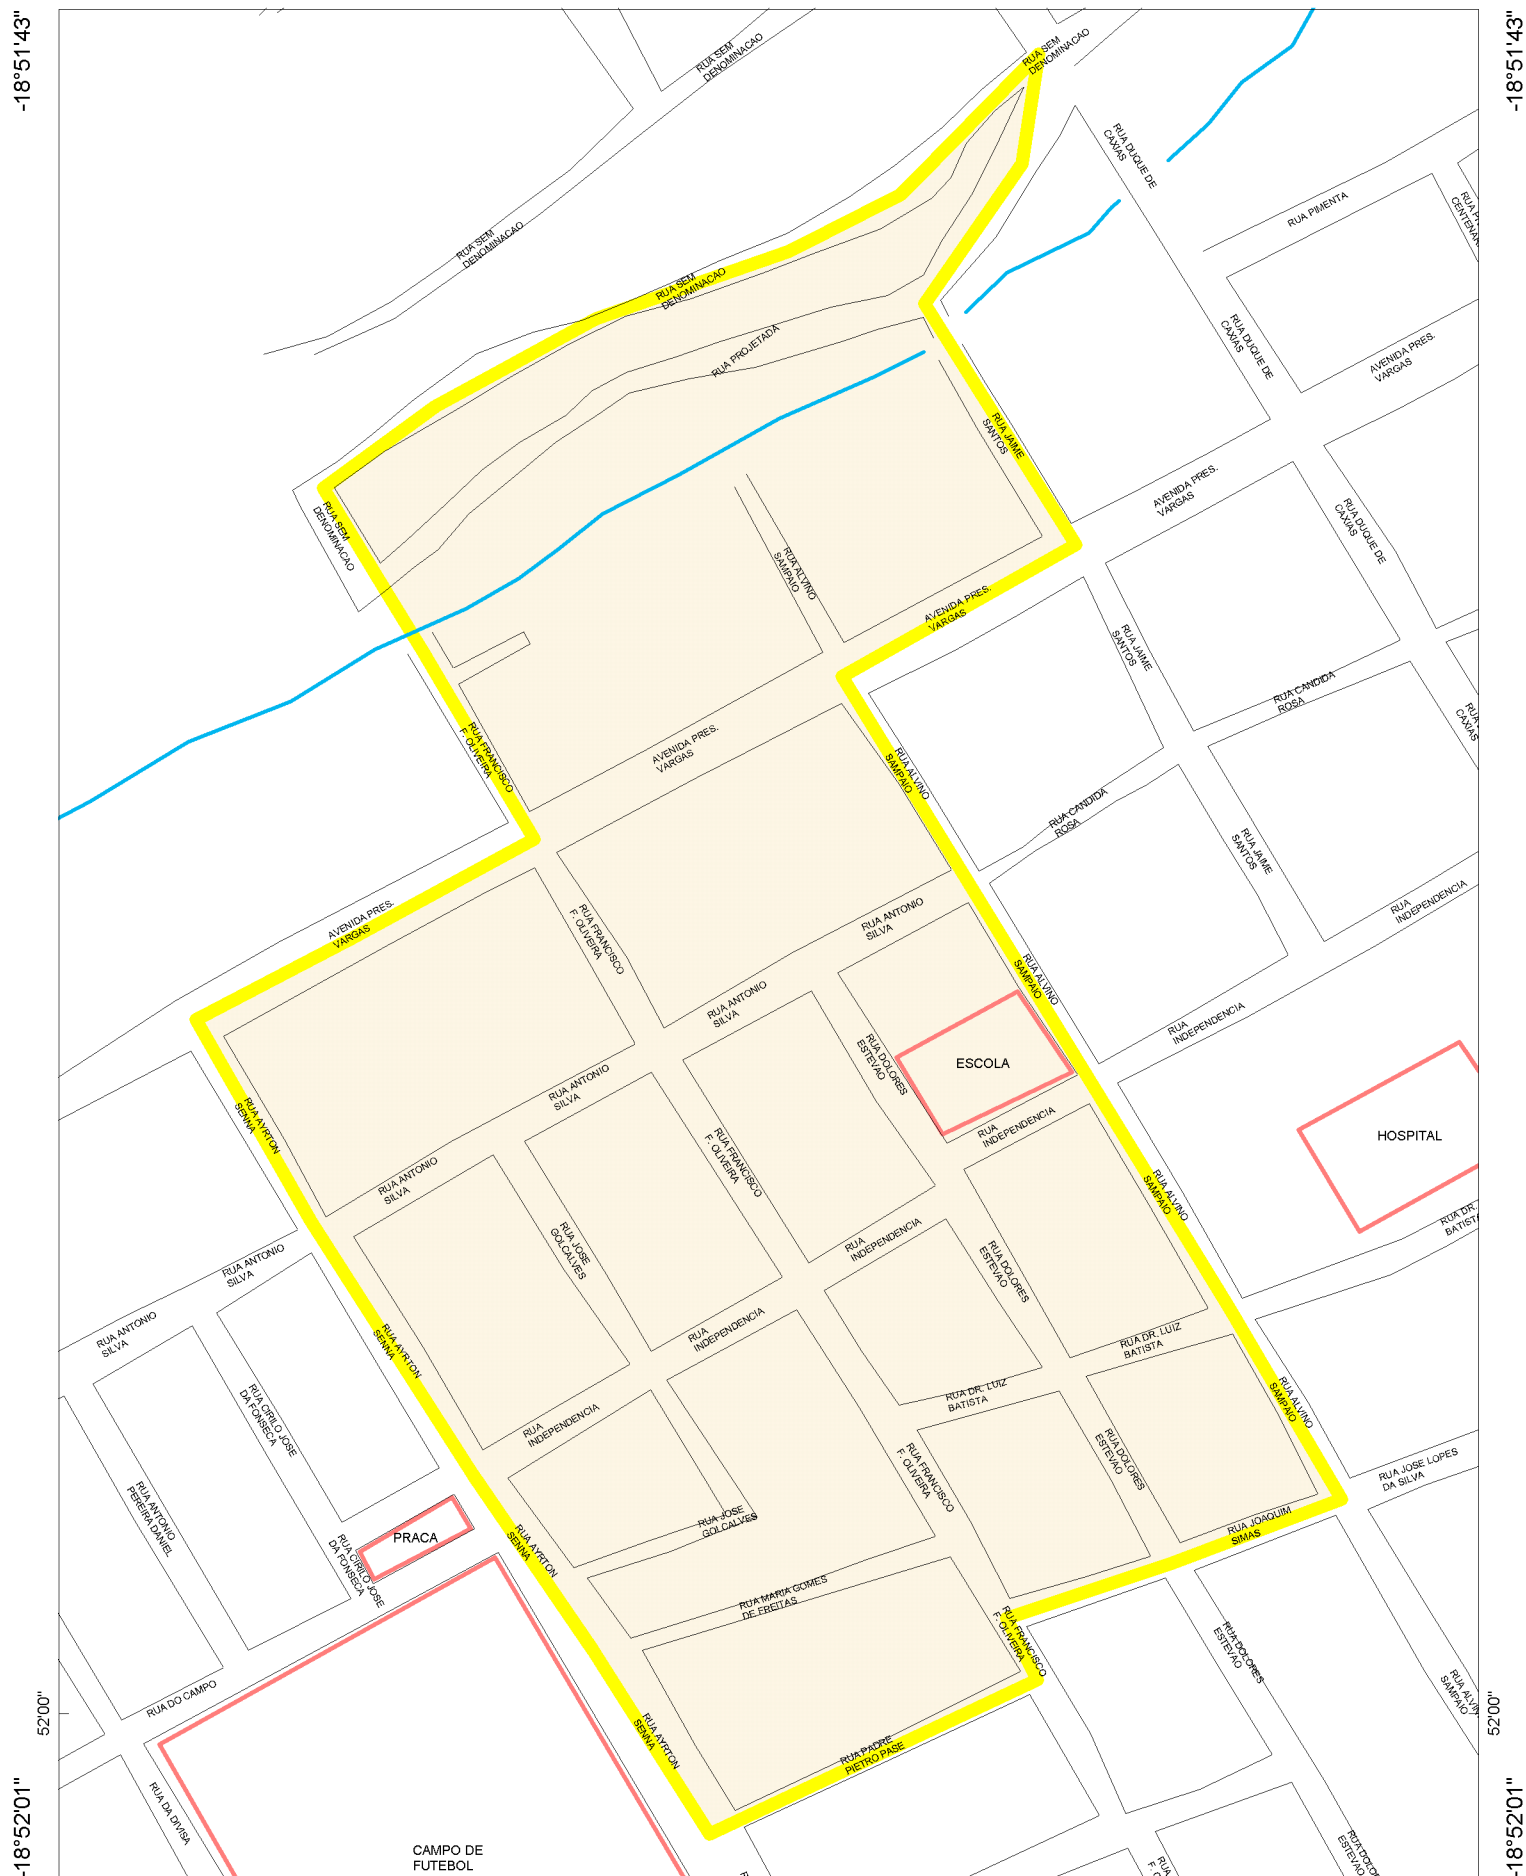 -18°51'43"
-18°51'43"
RUA SEM
DENOMINACAO
RUA SEM
DENOMINACAO
RUA DUQUE DE
CAXIAS
RUA PIMENTA
RUA SEM
DENOMINACAO
RUA SEM
DENOMINACAO
RUA PROJETADA
RUA DUQUE DE
CAXIAS
AVENIDA PRES.
VARGAS
RUA JAIME
SANTOS
AVENIDA PRES.
VARGAS
RUA SEM
DENOMINACAO
RUA DUQUE DE
CAXIAS
RUA ALVINO
SAMPAIO
AVENIDA PRES.
VARGAS
RUA JAIME
SANTOS
RUA CANDIDA
ROSA
CAXIAS
RUA FRANCISCO
F. OLIVEIRA
AVENIDA PRES.
VARGAS
RUA ALVINO
SAMPAIO
RUA CANDIDA
ROSA
RUA JAIME
SANTOS
RUA
INDEPENDENCIA
AVENIDA PRES.
VARGAS
RUA FRANCISCO
F. OLIVEIRA
RUA ANTONIO
SILVA
RUA ALVINO
SAMPAIO
RUA ANTONIO
SILVA
RUA
INDEPENDENCIA
RUA DOLORES
ESTEVAO
ESCOLA
RUA ANTONIO
SILVA
RUA AYRTON
SENNA
RUA
INDEPENDENCIA
HOSPITAL
RUA FRANCISCO
F. OLIVEIRA
RUA ANTONIO
SILVA
RUA ALVINO
SAMPAIO
RUA DR.
RUA JOSE
GOLCALVES
RUA
INDEPENDENCIA
RUA ANTONIO
SILVA
RUA DOLORES
ESTEVAO
RUA ANTONIO
SILVA
RUA AYRTON
SENNA
RUA
INDEPENDENCIA
RUA DR. LUIZ
BATISTA
RUA CIRILO JOSE
DA FONSECA
RUA DR. LUIZ
BATISTA
RUA ALVINO
SAMPAIO
RUA
INDEPENDENCIA
RUA FRANCISCO
F. OLIVEIRA
RUA DOLORES
ESTEVAO
RUA JOSE LOPES
DA SILVA
RUA ANTONIO
PEREIRA DANIEL
RUA JOSE
GOLCALVES
RUA JOAQUIM
SIMAS
PRACA
RUA CIRILO JOSE
DA FONSECA
RUA AYRTON
SENNA
RUA MARIA GOMES
DE FREITAS
RUA FRANCISCO
F. OLIVEIRA
RUA DOLORES
ESTEVAO
RUA DO CAMPO
52'00"
52'00"
SAMPAIO
RUA AYRTON
SENNA
RUA PADRE
PIETRO PASE
RUA DA DIVISA
-18°52'01"
-18°52'01"
CAMPO DE
FUTEBOL